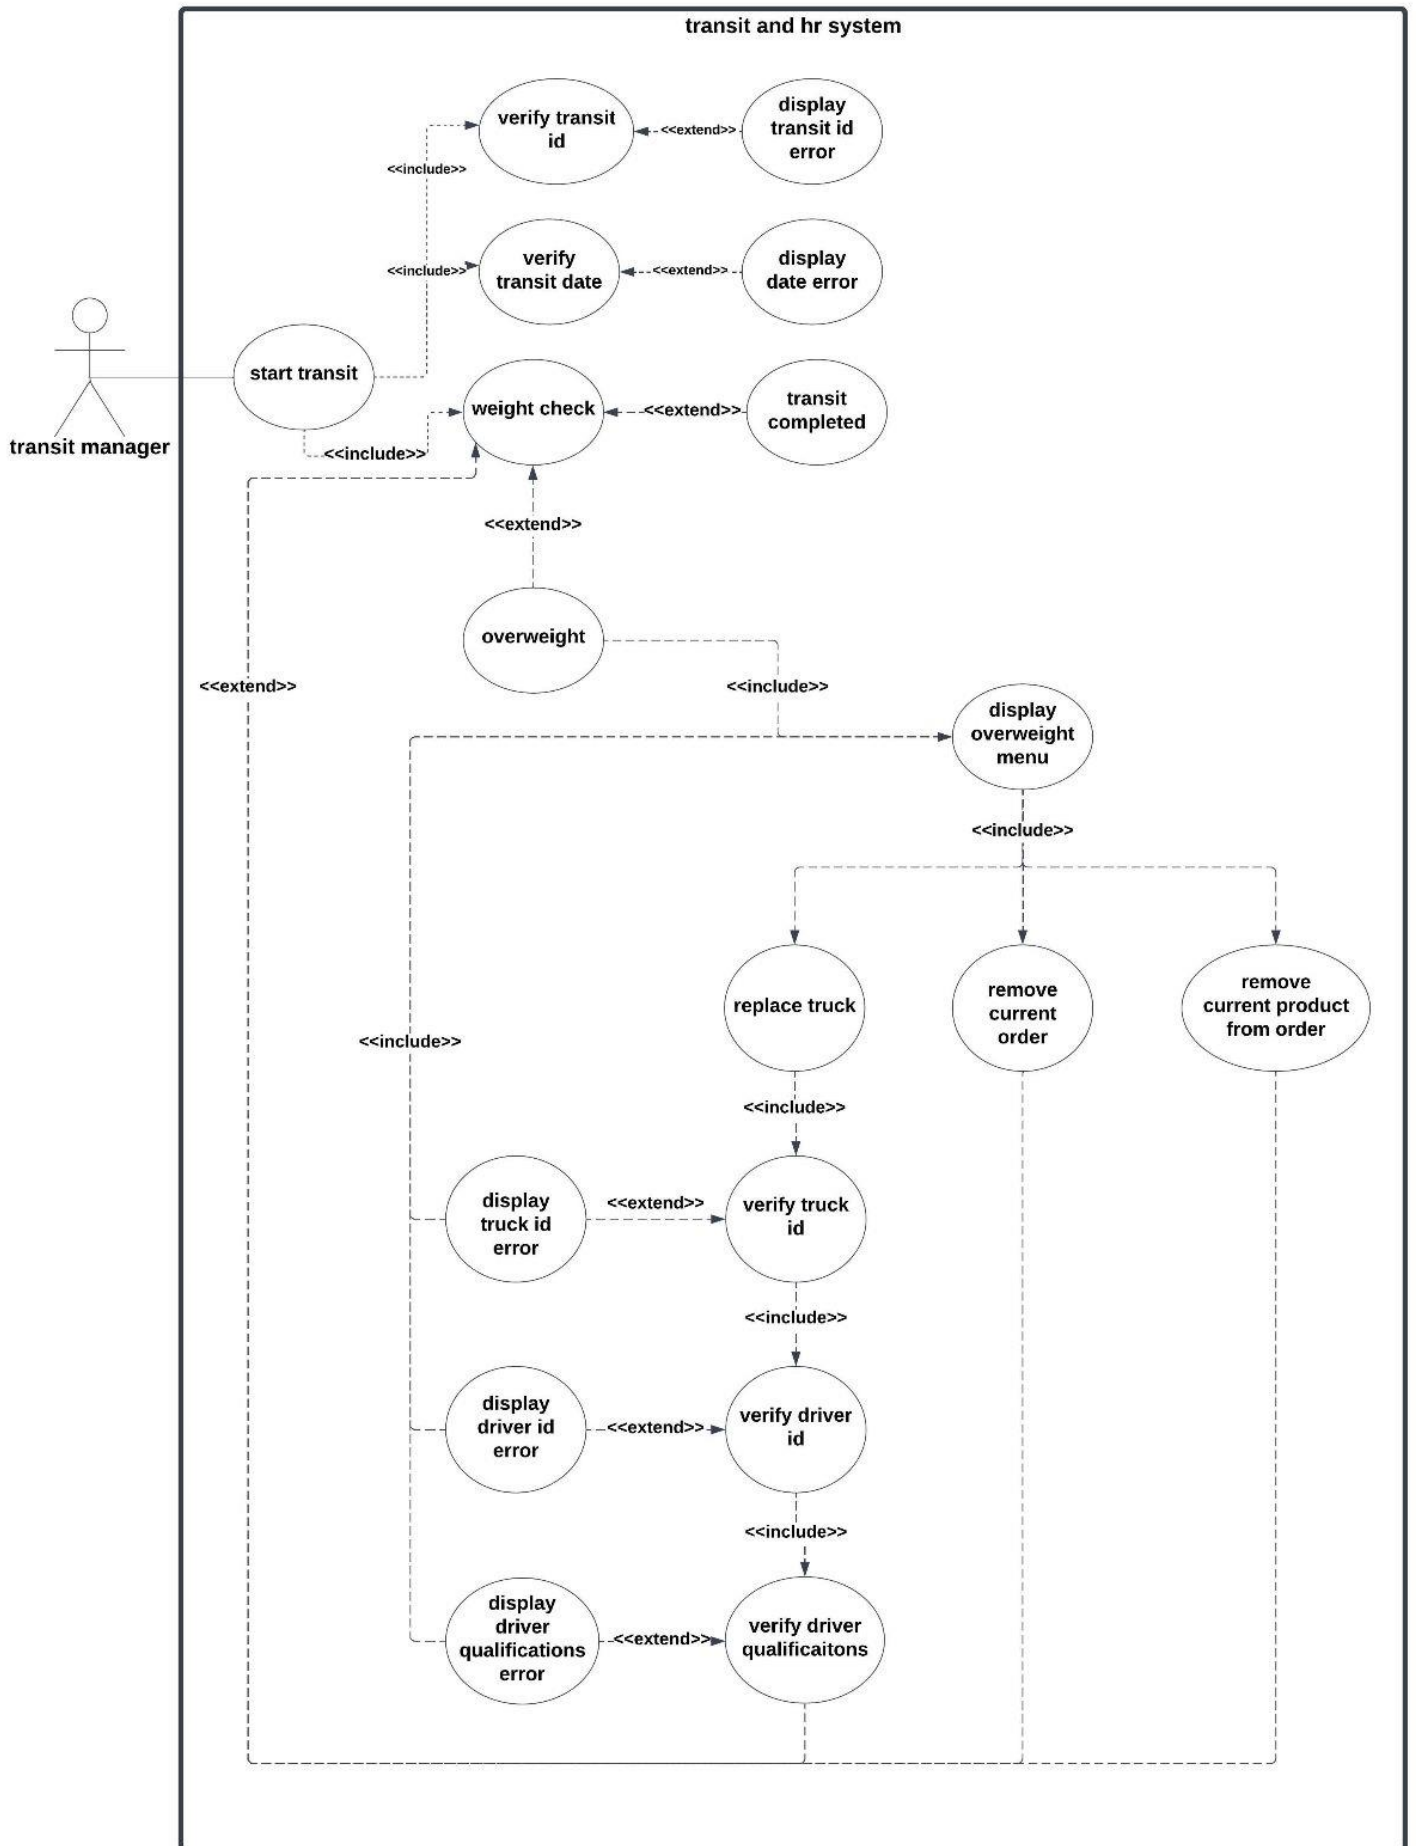 transit and hr system
verify transit
id
<<extend>>
display
transit id
error
<<include>>
verify
transit date
<<include>>
<<extend>>
display
date error
transit manager
start transit
<<include>>
weight check
<<extend>>
transit
completed
<<extend>>
overweight
<<extend>>
<<include>>
display
overweight
menu
<<include>>
replace truck
remove
current
order
remove
current product
from order
<<include>>
<<include>>
display
truck id
error
<<extend>>
verify truck
id
<<include>>
display
driver id
error
<<extend>>
verify driver
id
<<include>>
display
driver
qualifications
error
<<extend>>
verify driver
qualificaitons